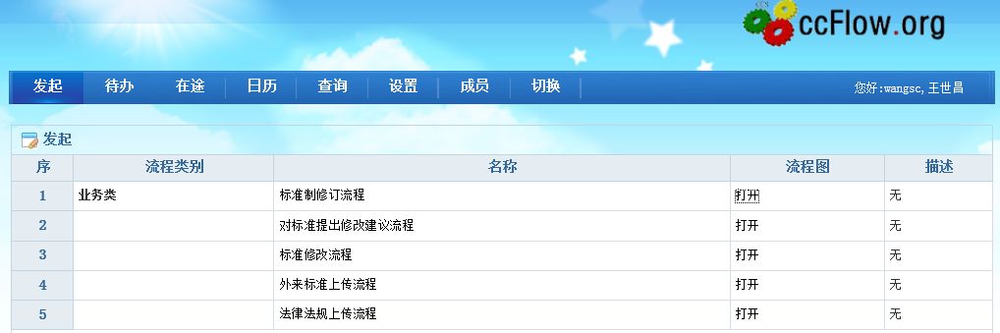 ccFlow.org
发起 待办 在途 日历 查询 设置 成员 切换 您好:wangsc,王世昌
发起
序 流程类别 名称 流程图 描述
1 业务类 标准制修订流程 打开 无
2 对标准提出修改建议流程 打开 无
3 标准修改流程 打开 无
4 外来标准上传流程 打开 无
5 法律法规上传流程 打开 无